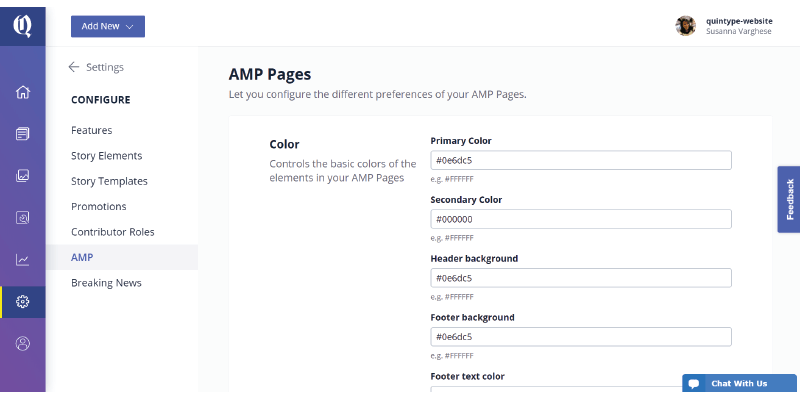 Add New
quintype-website
Susanna Varghese
Settings
CONFIGURE
Features
Story Elements
Story Templates
Promotions
Contributor Roles
AMP
Breaking News
AMP Pages
Let you configure the different preferences of your AMP Pages.
Color
Controls the basic colors of the
elements in your AMP Pages
Primary Color
#0e6dc5
e.g. #FFFFFF
Secondary Color
#000000
e.g. #FFFFFF
Header background
#0e6dc5
e.g. #FFFFFF
Footer background
#0e6dc5
e.g. #FFFFFF
Footer text color
Feedback
Chat With Us